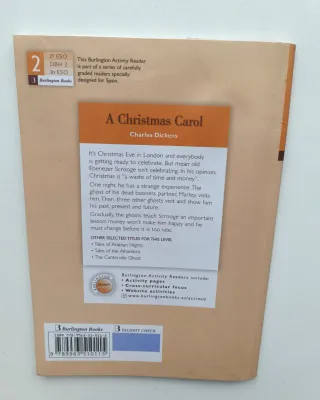 2
2º ESO
DBH 2
2n ESO
3 Burlington Books
This Burlington Activity Reader
is part of a series of carefully
graded readers specially
designed for Spain.
A Christmas Carol
Charles Dickens
It's Christmas Eve in London and everybody
is getting ready to celebrate. But mean old
Ebenezer Scrooge isn't celebrating. In his opinion,
Christmas is "a waste of time and money".
One night, he has a strange experience. The
ghost of his dead business partner, Marley, visits
him. Then, three other ghosts visit and show him
his past, present and future.
Gradually, the ghosts teach Scrooge an important
lesson: money won't make him happy and he
must change before it is too late.
OTHER SELECTED TITLES FOR THIS LEVEL
• Tales of Arabian Nights
• Tales of the Alhambra
• The Canterville Ghost
Burlington Activity Readers include:
• Activity pages
• Cross-curricular focus
• Website activities
www.burlingtonbooks.es/acread
3 Burlington Books
3 VALIDITY CHECK